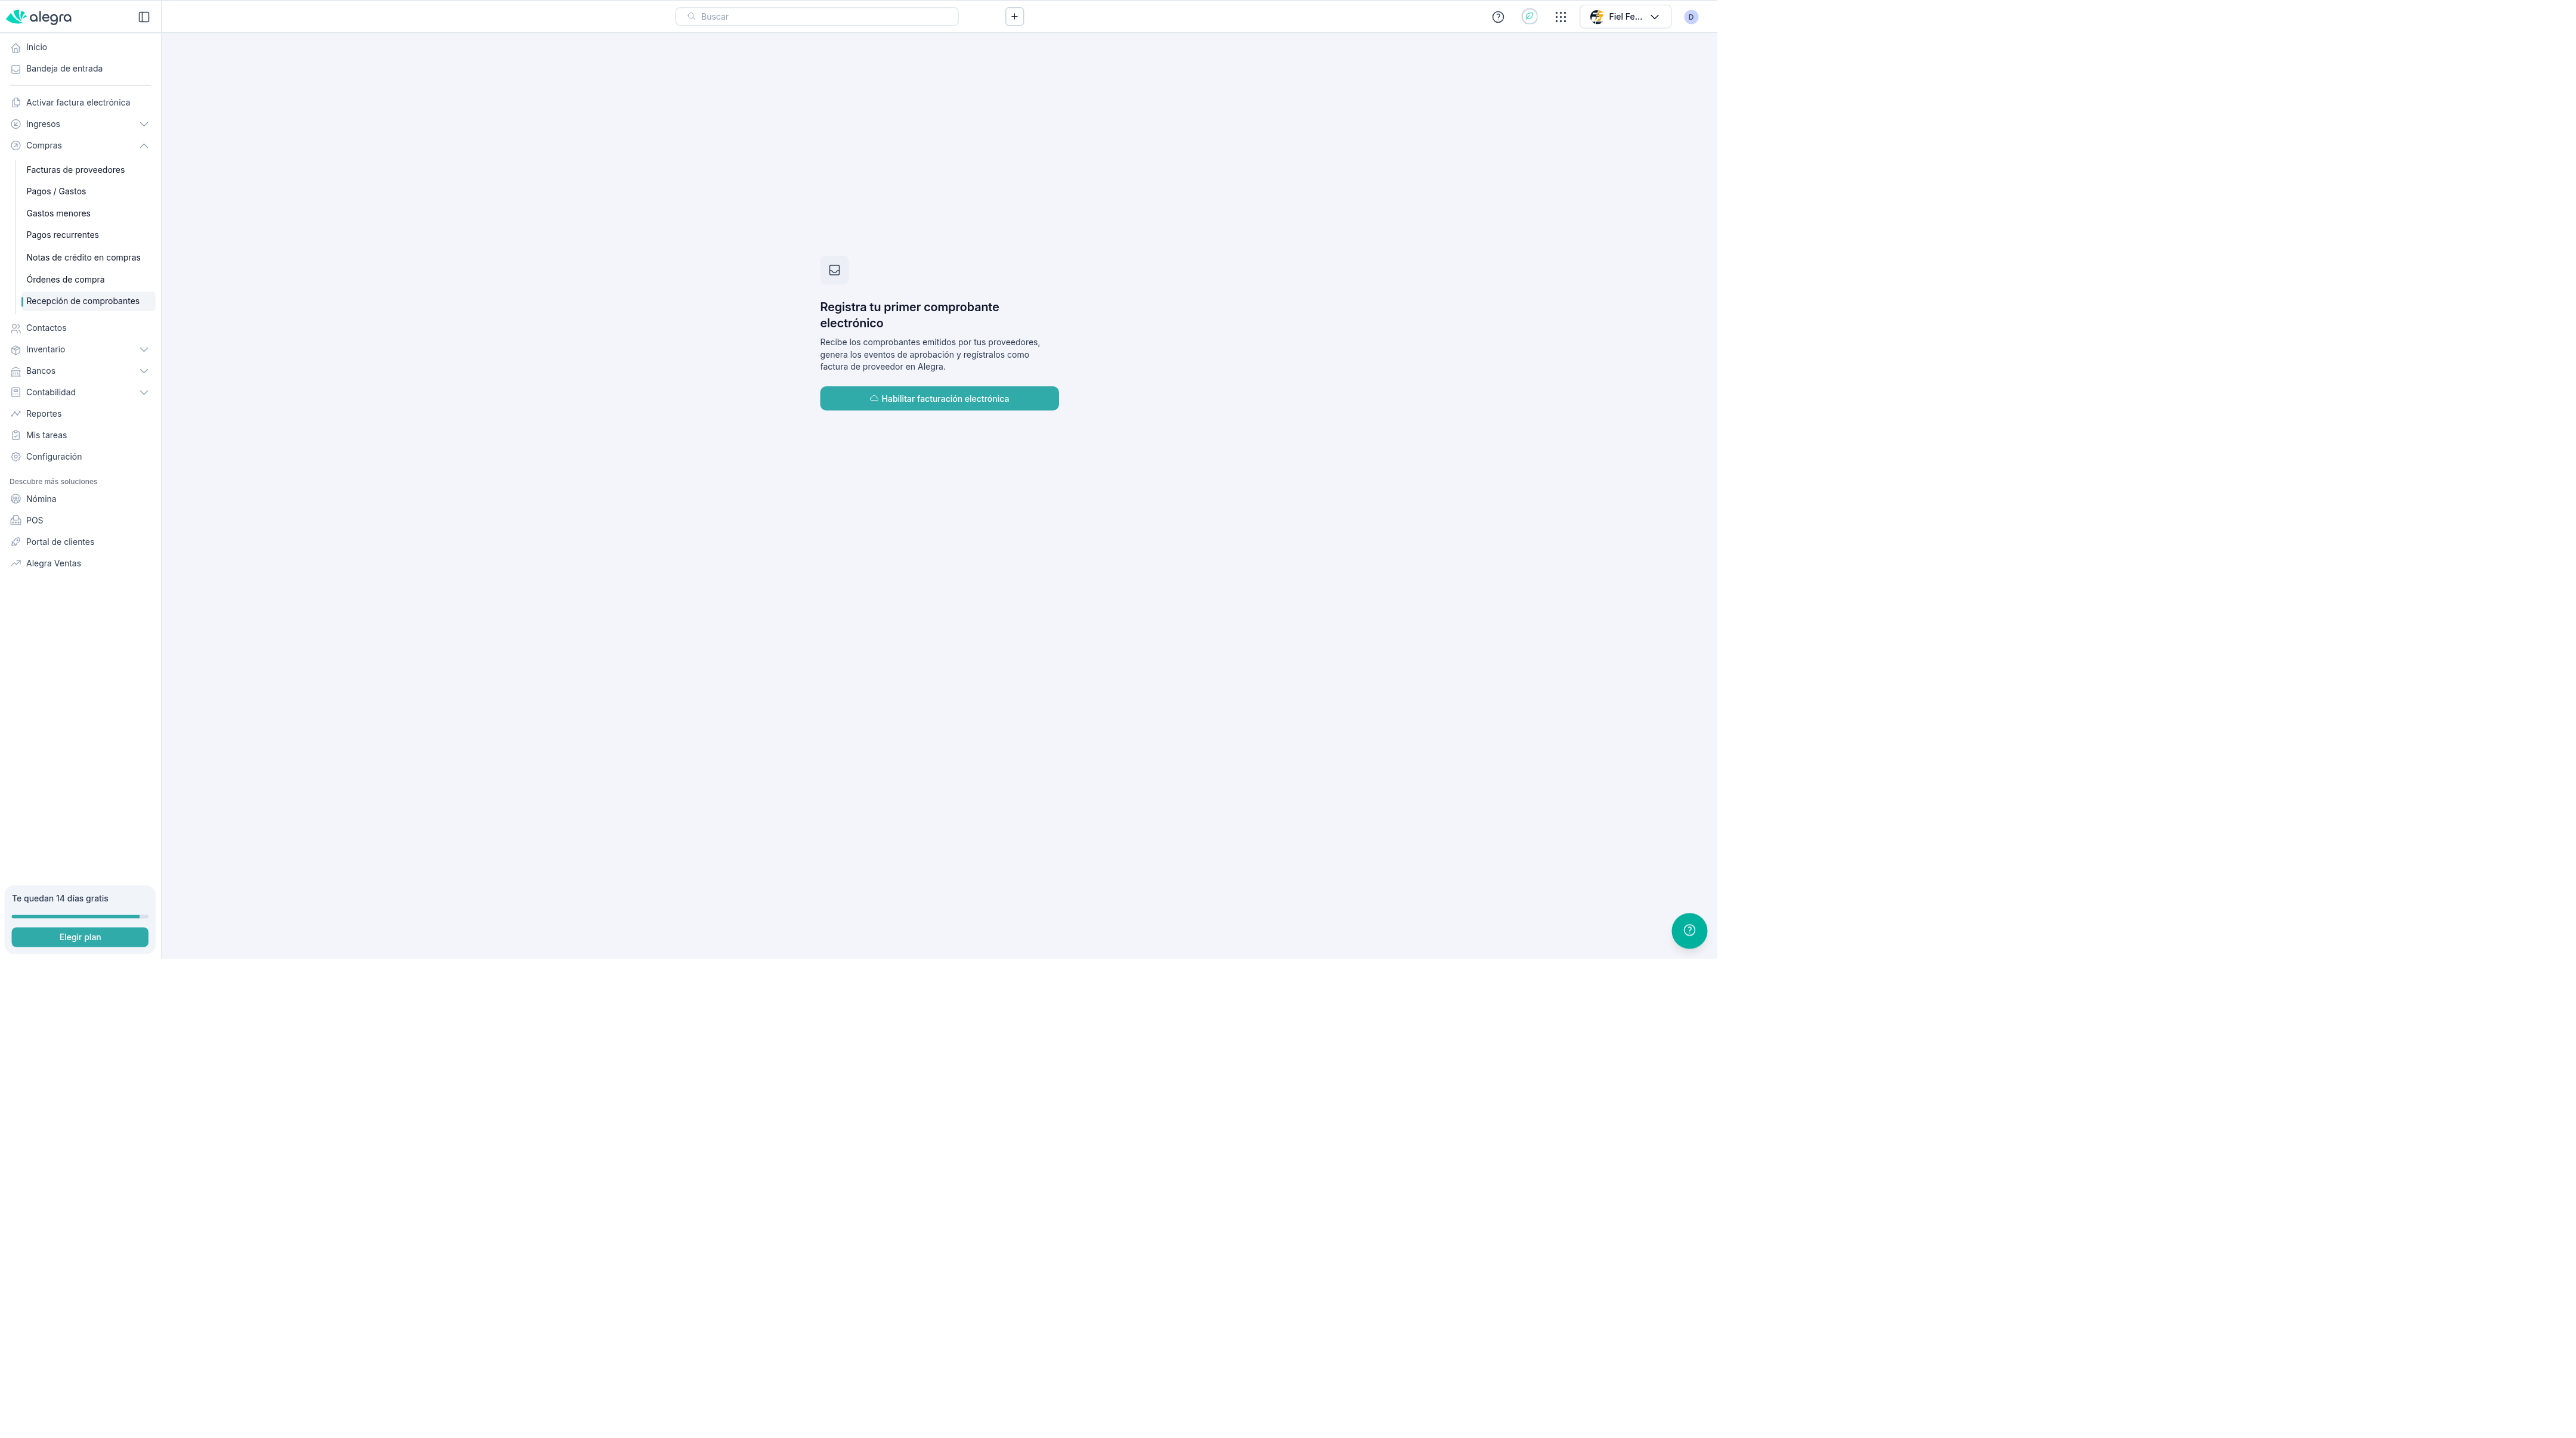 alegra
Buscar
Fiel Fe...
D
Inicio
Bandeja de entrada
Activar factura electrónica
Ingresos
Compras
Facturas de proveedores
Pagos / Gastos
Gastos menores
Pagos recurrentes
Notas de crédito en compras
Órdenes de compra
Recepción de comprobantes
Contactos
Inventario
Bancos
Contabilidad
Reportes
Mis tareas
Configuración
Descubre más soluciones
Nómina
POS
Portal de clientes
Alegra Ventas
Te quedan 14 días gratis
Elegir plan
Registra tu primer comprobante
electrónico
Recibe los comprobantes emitidos por tus proveedores,
genera los eventos de aprobación y regístralos como
factura de proveedor en Alegra.
Habilitar facturación electrónica